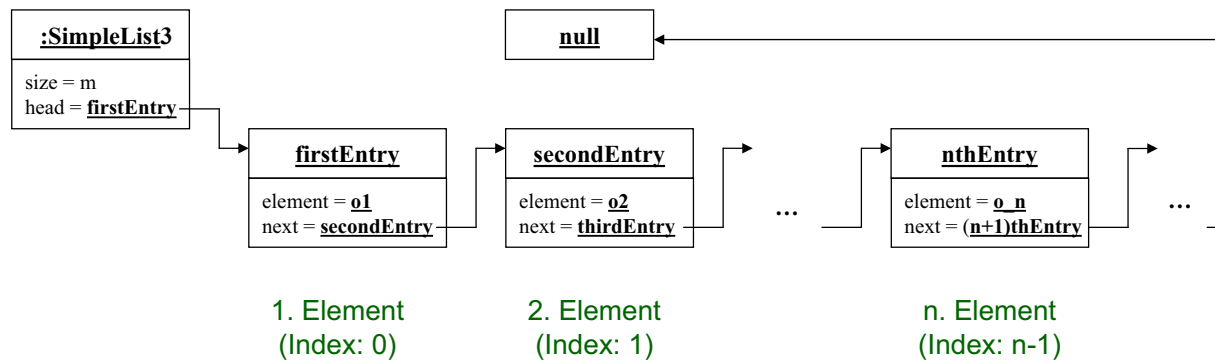 :SimpleList3
size = m
head = firstEntry
null
firstEntry
element = o1
next = secondEntry
secondEntry
element = o2
next = thirdEntry
...
nthEntry
element = o_n
next = (n+1)thEntry
...
1. Element
(Index: 0)
2. Element
(Index: 1)
n. Element
(Index: n-1)